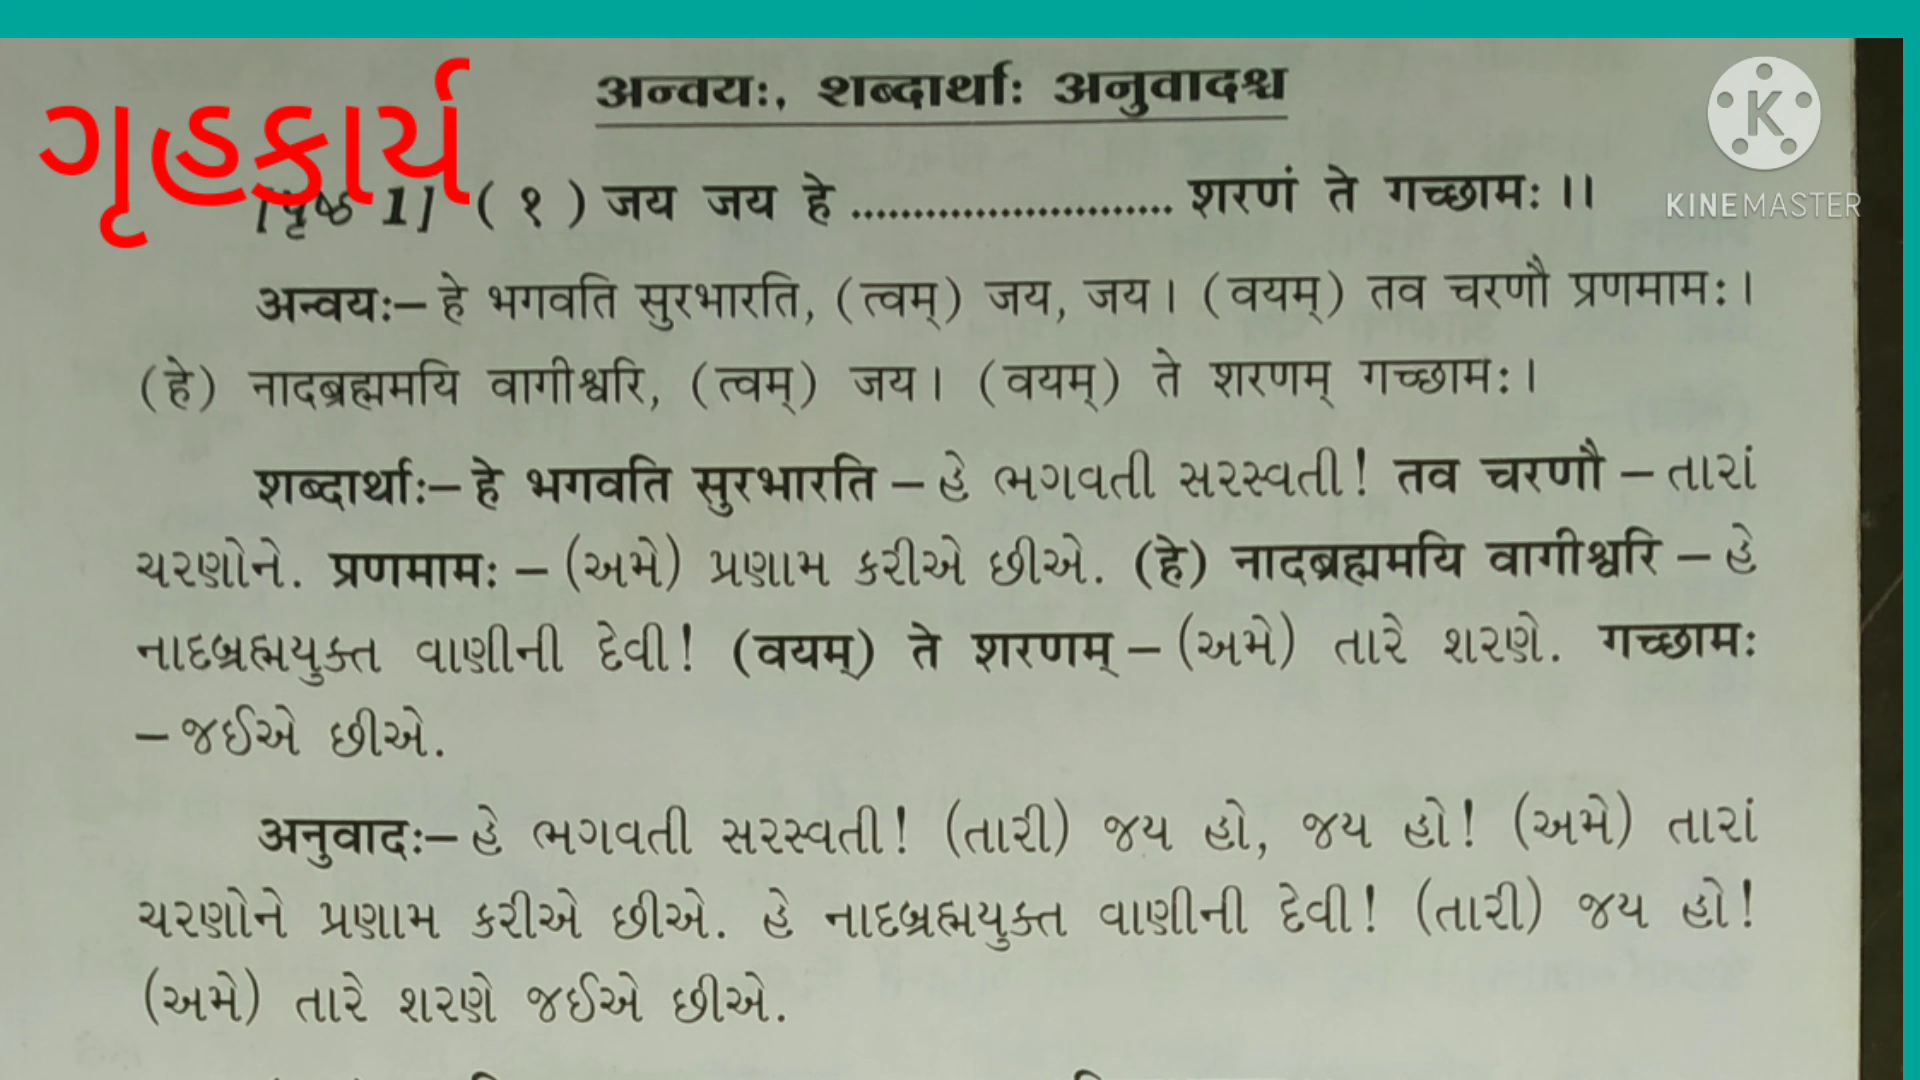 ગૃહકાર્ય
अन्वयः, शब्दार्थाः अनुवादश्च
K
KINEMASTER
[પૃષ્ઠ 1] ( १ ) जय जय हे ......................... शरणं ते गच्छामः ।।
अन्वयः– हे भगवति सुरभारति, (त्वम्) जय, जय। (वयम्) तव चरणौ प्रणमामः।
(हे) नादब्रह्ममयि वागीश्वरि, (त्वम्) जय। (वयम्) ते शरणम् गच्छामः।
शब्दार्थाः– हे भगवति सुरभारति – હે ભગવતી સરસ્વતી! तव चरणौ – તારાં
ચરણોને. प्रणमामः – (અમે) પ્રણામ કરીએ છીએ. (हे) नादब्रह्ममयि वागीश्वरि – હે
નાદબ્રહ્મયુક્ત વાણીની દેવી! (वयम्) ते शरणम् – (અમે) તારે શરણે. गच्छामः
– જઈએ છીએ.
अनुवादः– હે ભગવતી સરસ્વતી! (તારી) જય હો, જય હો! (અમે) તારાં
ચરણોને પ્રણામ કરીએ છીએ. હે નાદબ્રહ્મયુક્ત વાણીની દેવી! (તારી) જય હો!
(અમે) તારે શરણે જઈએ છીએ.